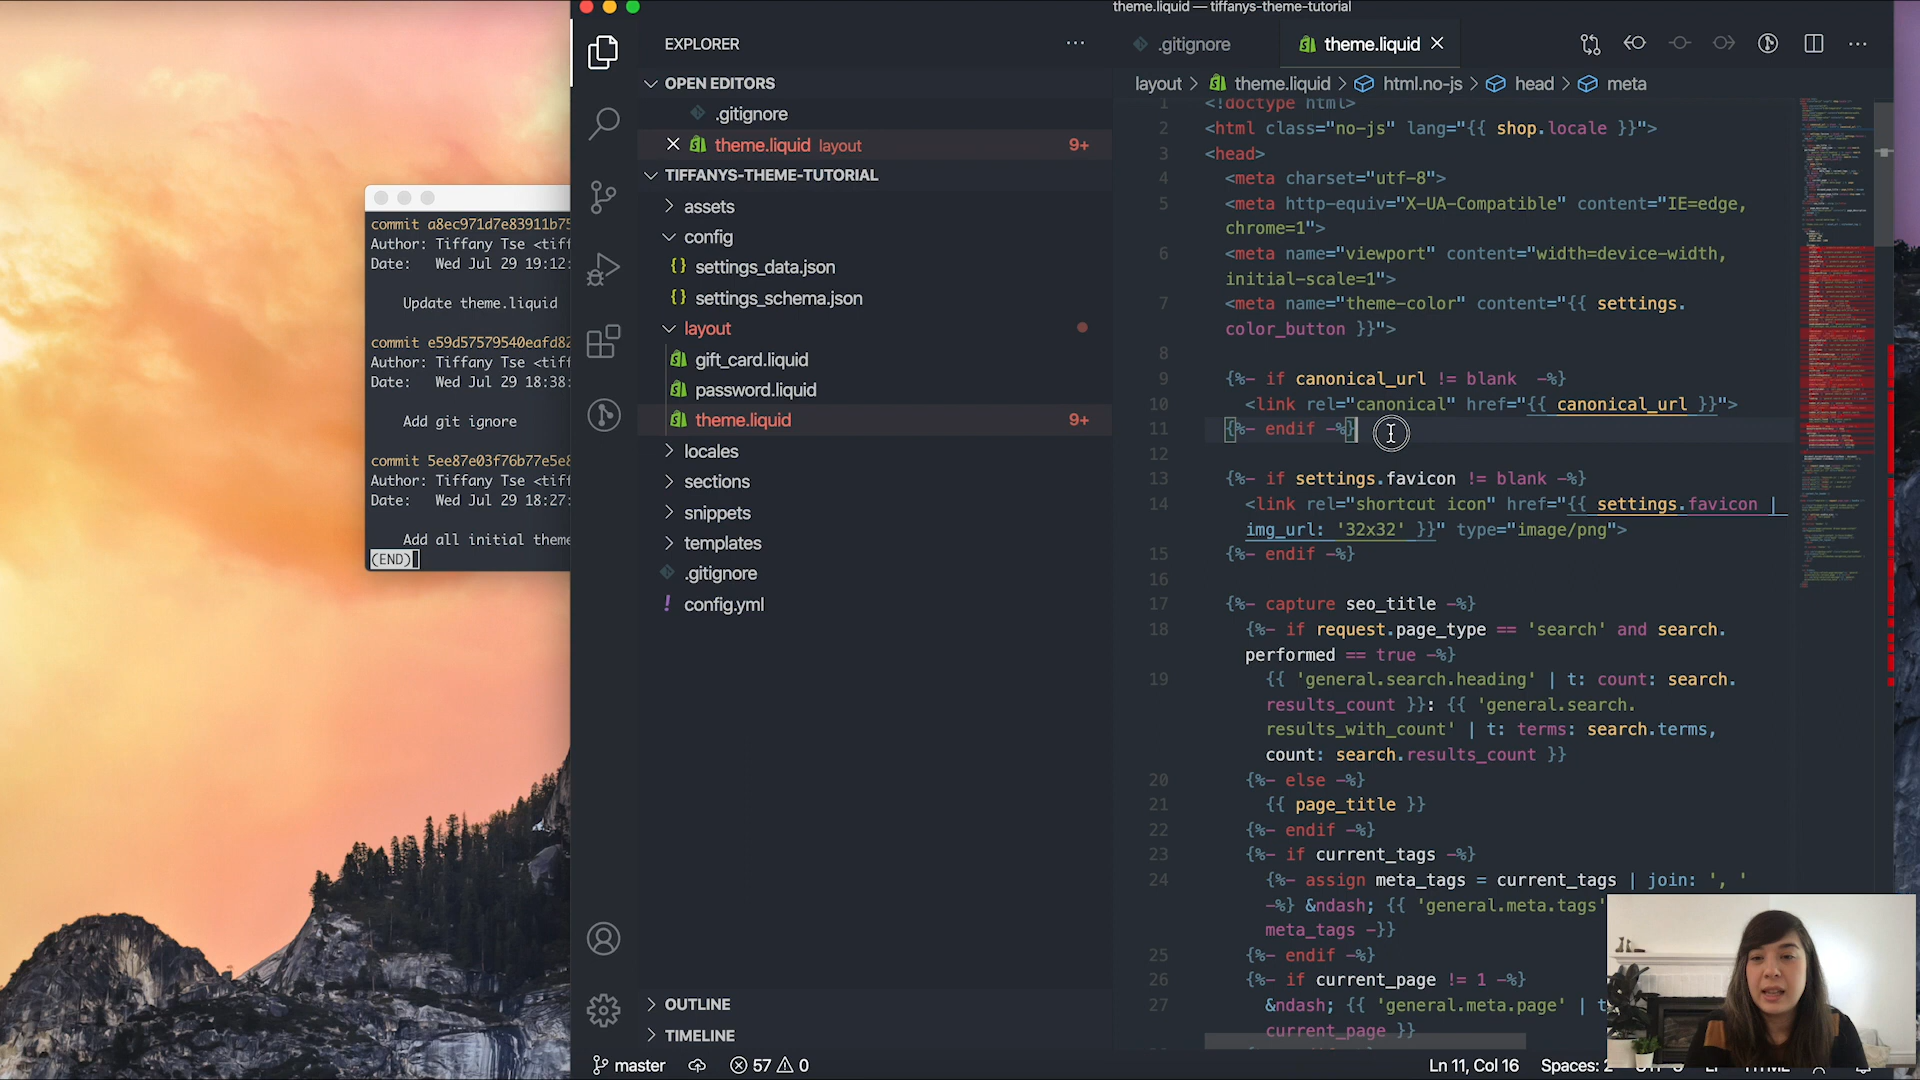 theme.liquid — tiffanys-theme-tutorial
commit a8ec971d7e83911b75
Author: Tiffany Tse <tiff
Date: Wed Jul 29 19:12:
Update theme.liquid
commit e59d57579540eafd82
Author: Tiffany Tse <tiff
Date: Wed Jul 29 18:38:
Add git ignore
commit 5ee87e03f76b77e5e8
Author: Tiffany Tse <tiff
Date: Wed Jul 29 18:27:
Add all initial theme
(END)
EXPLORER
OPEN EDITORS
.gitignore
theme.liquid layout 9+
TIFFANYS-THEME-TUTORIAL
assets
config
{} settings_data.json
{} settings_schema.json
layout
gift_card.liquid
password.liquid
theme.liquid 9+
locales
sections
snippets
templates
.gitignore
! config.yml
OUTLINE
TIMELINE
.gitignore
theme.liquid
layout > theme.liquid > html.no-js > head > meta
1 <!doctype html>
2 <html class="no-js" lang="{{ shop.locale }}">
3 <head>
4 <meta charset="utf-8">
5 <meta http-equiv="X-UA-Compatible" content="IE=edge,
chrome=1">
6 <meta name="viewport" content="width=device-width,
initial-scale=1">
7 <meta name="theme-color" content="{{ settings.
color_button }}">
8
9 {%- if canonical_url != blank  -%}
10 <link rel="canonical" href="{{ canonical_url }}">
11 {%- endif -%}
12
13 {%- if settings.favicon != blank -%}
14 <link rel="shortcut icon" href="{{ settings.favicon |
img_url: '32x32' }}" type="image/png">
15 {%- endif -%}
16
17 {%- capture seo_title -%}
18 {%- if request.page_type == 'search' and search.
performed == true -%}
19 {{ 'general.search.heading' | t: count: search.
results_count }}: {{ 'general.search.
results_with_count' | t: terms: search.terms,
count: search.results_count }}
20 {%- else -%}
21 {{ page_title }}
22 {%- endif -%}
23 {%- if current_tags -%}
24 {%- assign meta_tags = current_tags | join: ', '
-%} &ndash; {{ 'general.meta.tags'
meta_tags -}}
25 {%- endif -%}
26 {%- if current_page != 1 -%}
27 &ndash; {{ 'general.meta.page' | t
current_page }}
master
57 0
Ln 11, Col 16
Spaces: